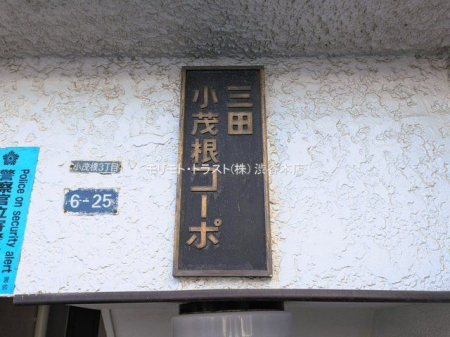 三田
小茂根コーポ
小茂根3丁目
6-25
Police on security alert
警察官立寄
モリモト・トラスト(株) 渋谷本店